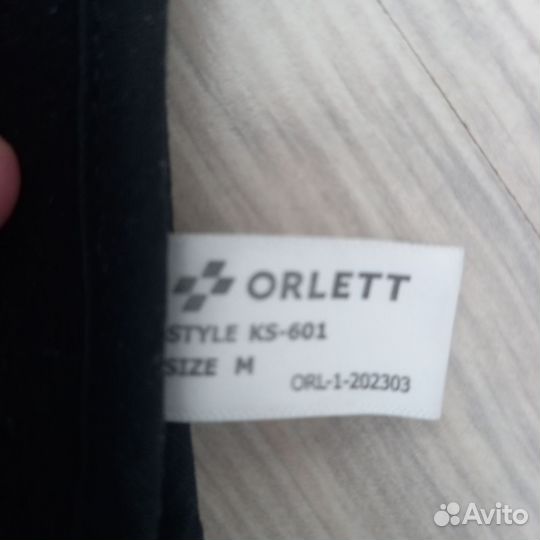 ORLETT
STYLE KS-601
SIZE M
ORL-1-202303
Avito